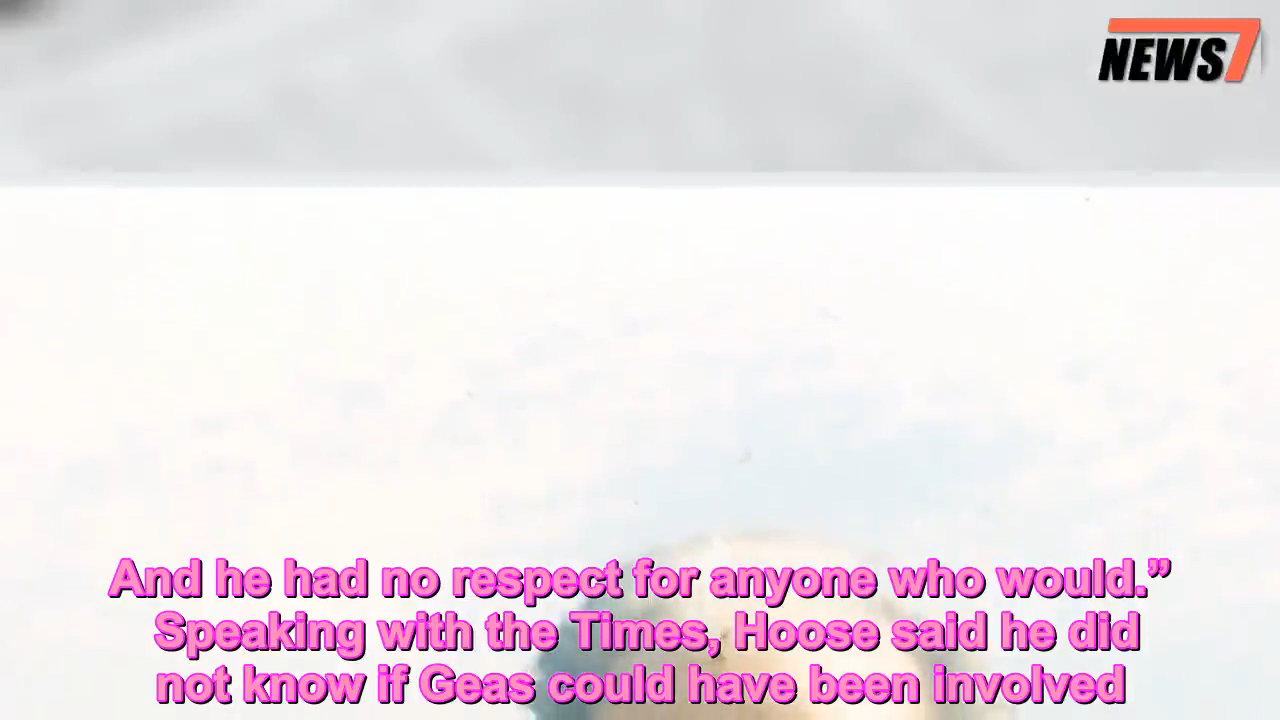 NEWS7
And he had no respect for anyone who would.”
Speaking with the Times, Hoose said he did
not know if Geas could have been involved